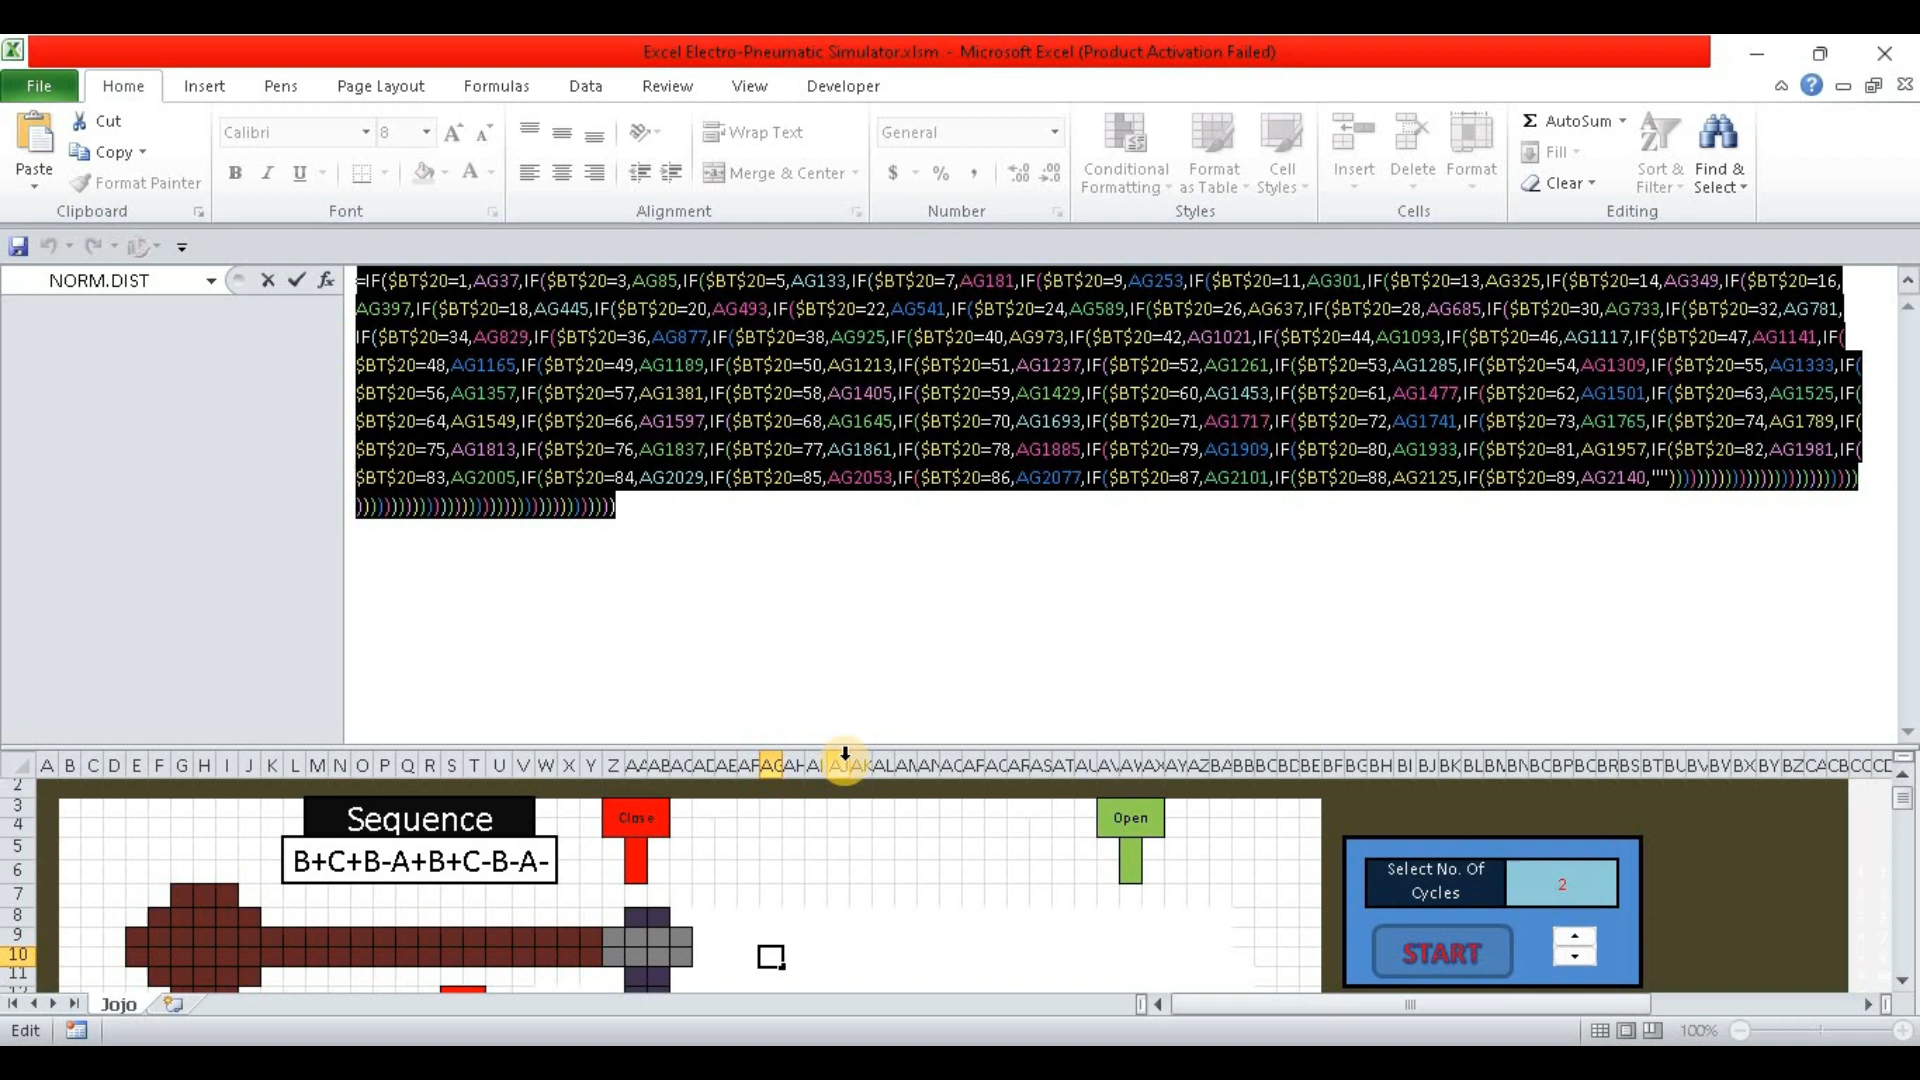 Excel Electro-Pneumatic Simulator.xlsm - Microsoft Excel (Product Activation Failed)
File Home Insert Pens Page Layout Formulas Data Review View Developer
Paste
Cut
Copy
Format Painter
Clipboard
Calibri 8
B I U
Font
Wrap Text
Merge & Center
Alignment
General
$ % ,
Number
Conditional Formatting
Format as Table
Cell Styles
Styles
Insert
Delete
Format
Cells
Σ AutoSum
Fill
Clear
Sort & Filter
Find & Select
Editing
NORM.DIST
=IF($BT$20=1,AG37,IF($BT$20=3,AG85,IF($BT$20=5,AG133,IF($BT$20=7,AG181,IF($BT$20=9,AG253,IF($BT$20=11,AG301,IF($BT$20=13,AG325,IF($BT$20=14,AG349,IF($BT$20=16,
AG397,IF($BT$20=18,AG445,IF($BT$20=20,AG493,IF($BT$20=22,AG541,IF($BT$20=24,AG589,IF($BT$20=26,AG637,IF($BT$20=28,AG685,IF($BT$20=30,AG733,IF($BT$20=32,AG781,
IF($BT$20=34,AG829,IF($BT$20=36,AG877,IF($BT$20=38,AG925,IF($BT$20=40,AG973,IF($BT$20=42,AG1021,IF($BT$20=44,AG1093,IF($BT$20=46,AG1117,IF($BT$20=47,AG1141,IF(
$BT$20=48,AG1165,IF($BT$20=49,AG1189,IF($BT$20=50,AG1213,IF($BT$20=51,AG1237,IF($BT$20=52,AG1261,IF($BT$20=53,AG1285,IF($BT$20=54,AG1309,IF($BT$20=55,AG1333,IF(
$BT$20=56,AG1357,IF($BT$20=57,AG1381,IF($BT$20=58,AG1405,IF($BT$20=59,AG1429,IF($BT$20=60,AG1453,IF($BT$20=61,AG1477,IF($BT$20=62,AG1501,IF($BT$20=63,AG1525,IF(
$BT$20=64,AG1549,IF($BT$20=66,AG1597,IF($BT$20=68,AG1645,IF($BT$20=70,AG1693,IF($BT$20=71,AG1717,IF($BT$20=72,AG1741,IF($BT$20=73,AG1765,IF($BT$20=74,AG1789,IF(
$BT$20=75,AG1813,IF($BT$20=76,AG1837,IF($BT$20=77,AG1861,IF($BT$20=78,AG1885,IF($BT$20=79,AG1909,IF($BT$20=80,AG1933,IF($BT$20=81,AG1957,IF($BT$20=82,AG1981,IF(
$BT$20=83,AG2005,IF($BT$20=84,AG2029,IF($BT$20=85,AG2053,IF($BT$20=86,AG2077,IF($BT$20=87,AG2101,IF($BT$20=88,AG2125,IF($BT$20=89,AG2140,"")))))))))))))))))))))))))))
)))))))))))))))))))))))))))))))))))))
A B C D E F G H I J K L M N O P Q R S T U V W X Y Z
2
3
4
5
6
7
8
9
10
11
Sequence
B+C+B-A+B+C-B-A-
Close
Open
Select No. Of
Cycles
2
START
Jojo
Edit
100%